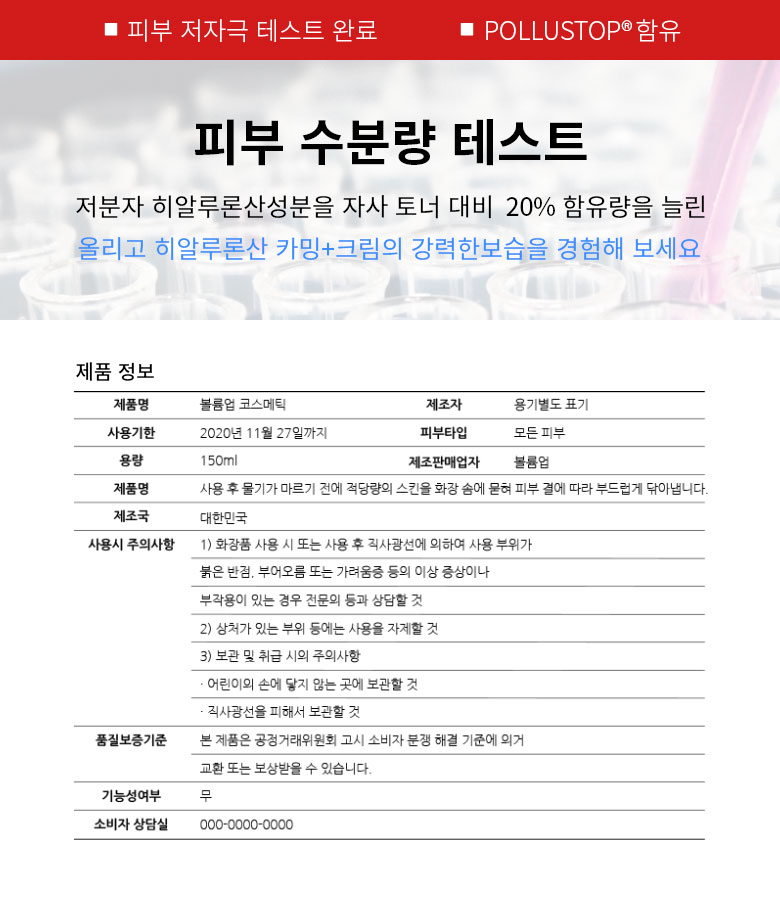 ■ 피부 저자극 테스트 완료 ■ POLLUSTOP® 함유
피부 수분량 테스트
저분자 히알루론산성분을 자사 토너 대비 20% 함유량을 늘린
올리고 히알루론산 카밍+크림의 강력한보습을 경험해 보세요
제품 정보
제품명 볼륨업 코스메틱 제조자 용기별도 표기
사용기한 2020년 11월 27일까지 피부타입 모든 피부
용량 150ml 제조판매업자 볼륨업
제품명 사용 후 물기가 마르기 전에 적당량의 스킨을 화장 솜에 묻혀 피부 결에 따라 부드럽게 닦아냅니다.
제조국 대한민국
사용시 주의사항 1) 화장품 사용 시 또는 사용 후 직사광선에 의하여 사용 부위가
붉은 반점, 부어오름 또는 가려움증 등의 이상 증상이나
부작용이 있는 경우 전문의 등과 상담할 것
2) 상처가 있는 부위 등에는 사용을 자제할 것
3) 보관 및 취급 시의 주의사항
· 어린이의 손에 닿지 않는 곳에 보관할 것
· 직사광선을 피해서 보관할 것
품질보증기준 본 제품은 공정거래위원회 고시 소비자 분쟁 해결 기준에 의거
교환 또는 보상받을 수 있습니다.
기능성여부 무
소비자 상담실 000-0000-0000